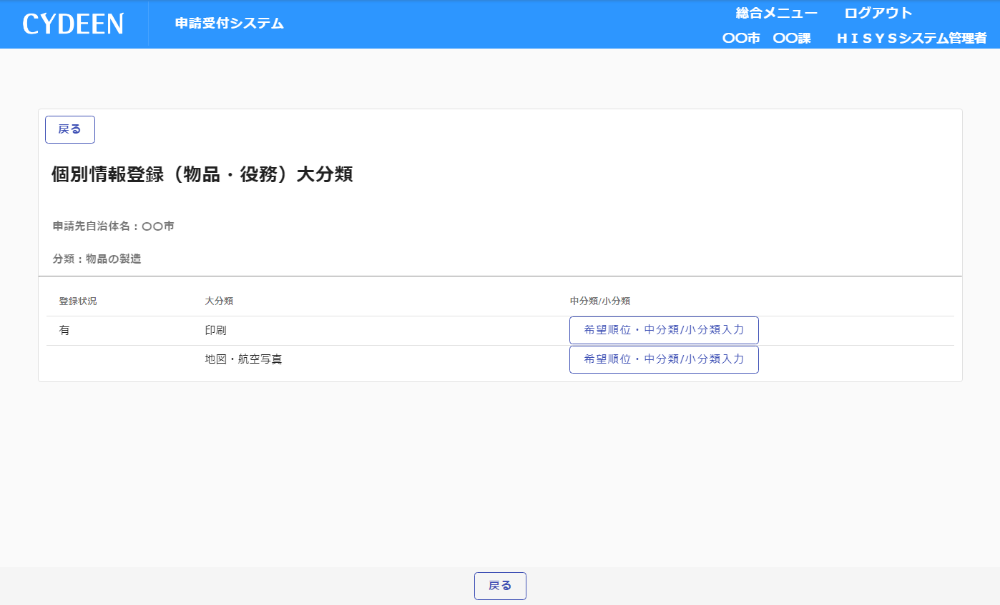 CYDEEN 申請受付システム 総合メニュー ログアウト
〇〇市 〇〇課 ＨＩＳＹＳシステム管理者
戻る
個別情報登録（物品・役務）大分類
申請先自治体名：〇〇市
分類：物品の製造
登録状況 大分類 中分類/小分類
有 印刷 希望順位・中分類/小分類入力
地図・航空写真 希望順位・中分類/小分類入力
戻る